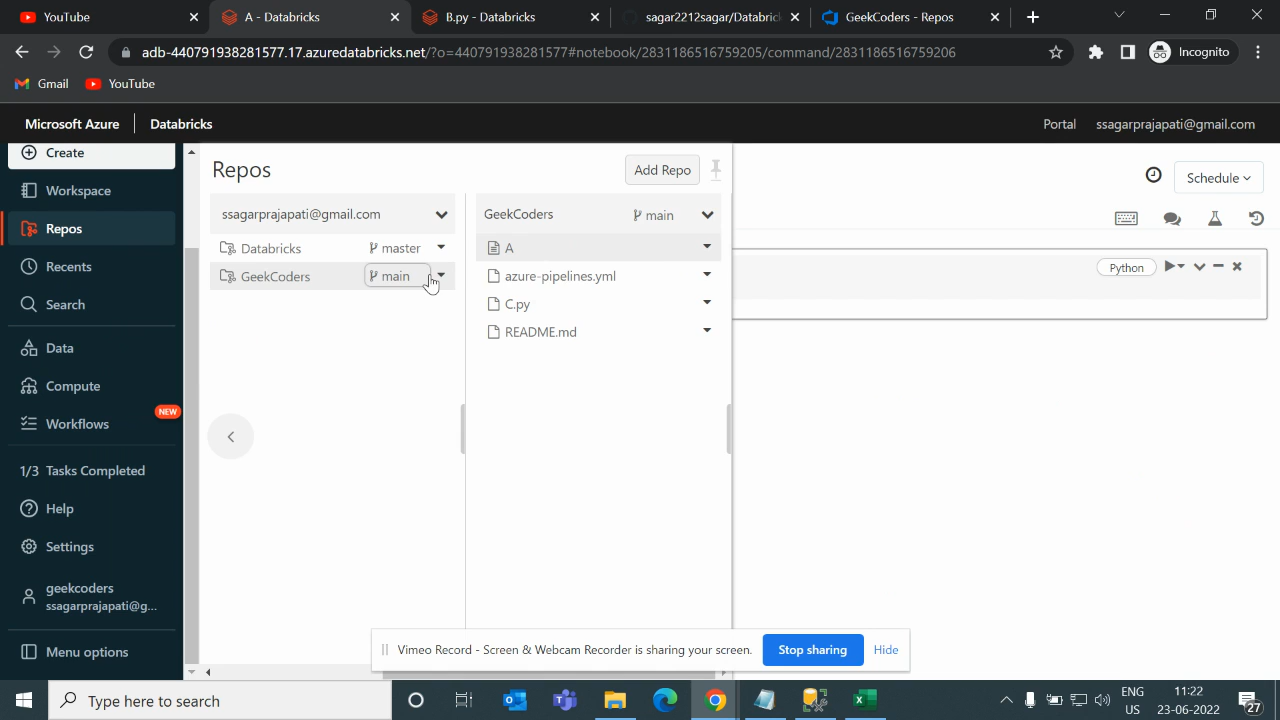 YouTube
A - Databricks
B.py - Databricks
sagar2212sagar/Databric
GeekCoders - Repos
adb-440791938281577.17.azuredatabricks.net/?o=440791938281577#notebook/2831186516759205/command/2831186516759206
Incognito
Gmail
YouTube
Microsoft Azure
Databricks
Portal
ssagarprajapati@gmail.com
Create
Workspace
Repos
Recents
Search
Data
Compute
Workflows
NEW
1/3 Tasks Completed
Help
Settings
geekcoders
ssagarprajapati@g...
Menu options
Repos
Add Repo
ssagarprajapati@gmail.com
Databricks
master
GeekCoders
main
GeekCoders
main
A
azure-pipelines.yml
C.py
README.md
Schedule
Python
Vimeo Record - Screen & Webcam Recorder is sharing your screen.
Stop sharing
Hide
Type here to search
ENG
US
11:22
23-06-2022
27